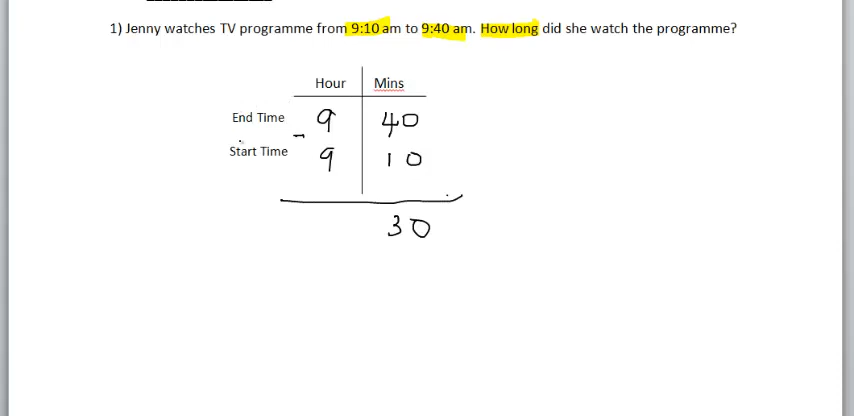 1) Jenny watches TV programme from 9:10 am to 9:40 am. How long did she watch the programme?
Hour Mins
End Time 9 40
-
Start Time 9 10
30